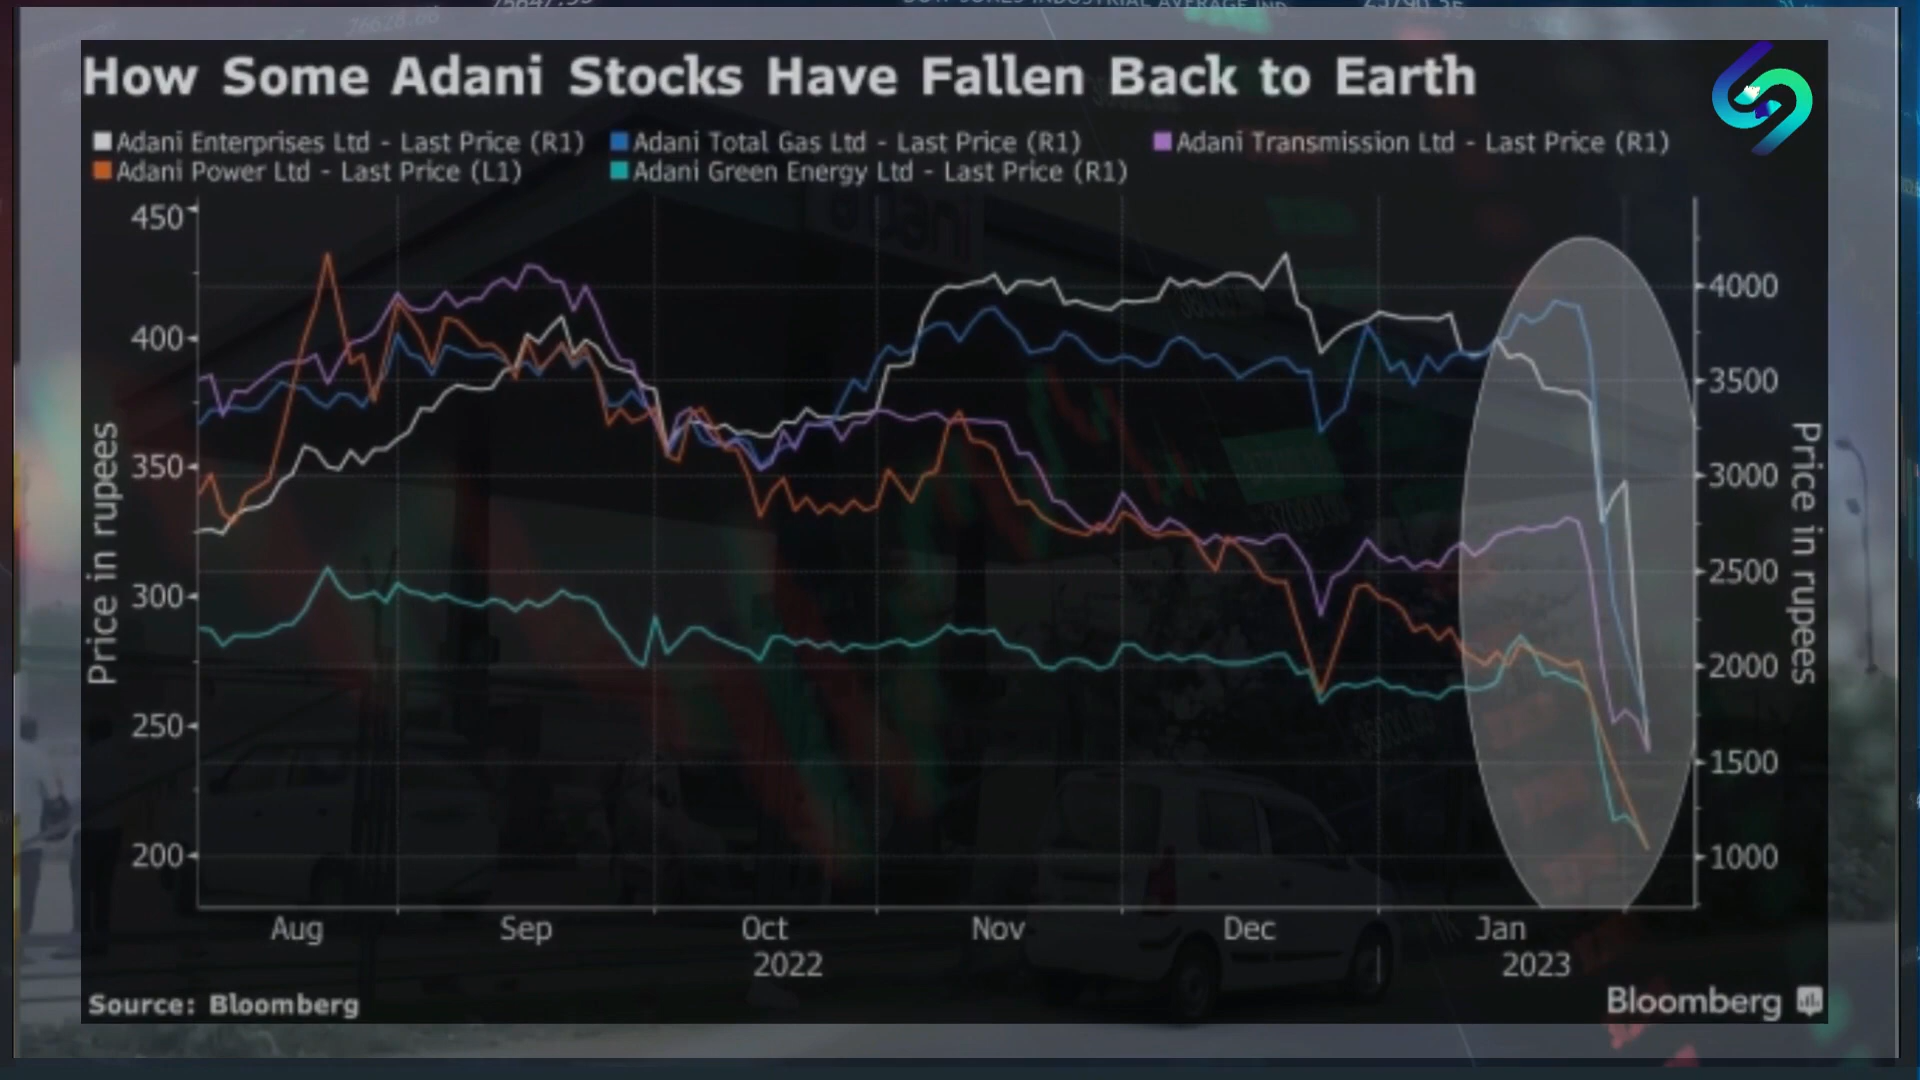 76628.66
How Some Adani Stocks Have Fallen Back to Earth
Adani Enterprises Ltd - Last Price (R1) Adani Total Gas Ltd - Last Price (R1) Adani Transmission Ltd - Last Price (R1)
Adani Power Ltd - Last Price (L1) Adani Green Energy Ltd - Last Price (R1)
450
400
350
300
250
200
Price in rupees
adani
4000
3500
3000
2500
2000
1500
1000
Price in rupees
Aug Sep Oct Nov Dec Jan
2022 2023
Source: Bloomberg
Bloomberg